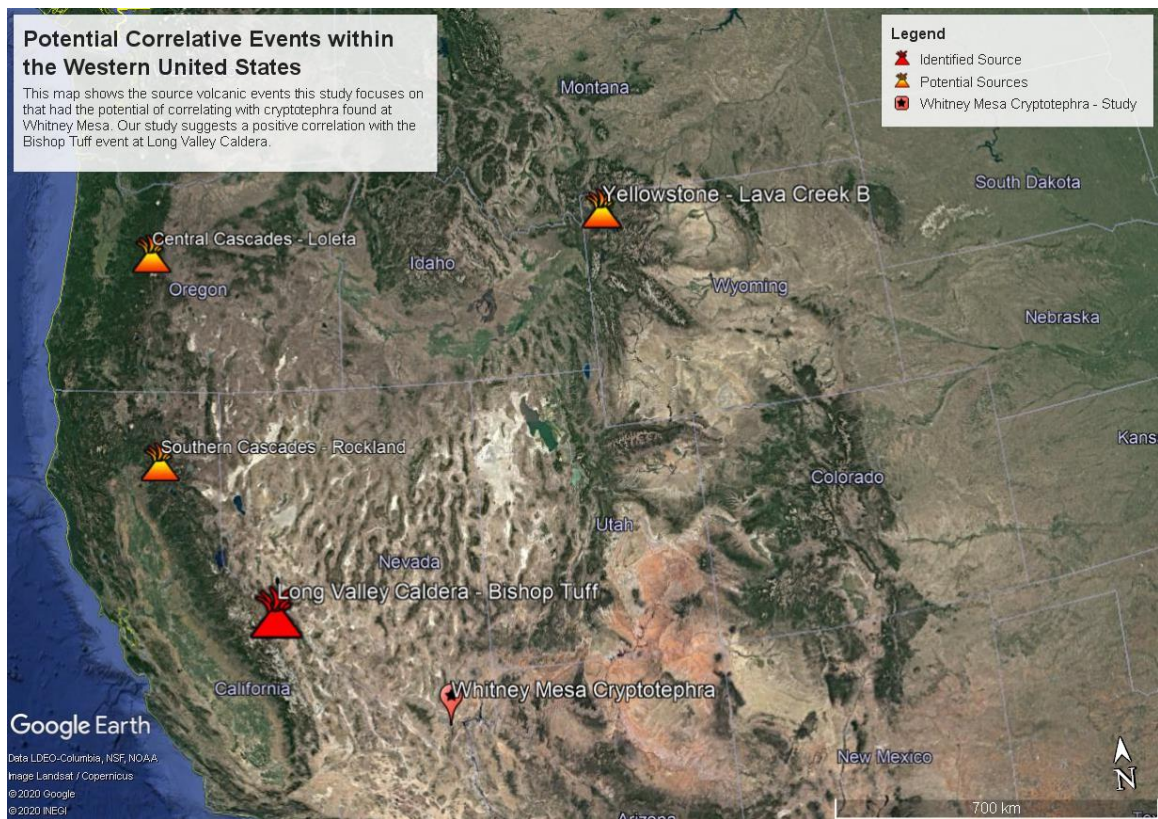 Potential Correlative Events within
the Western United States
This map shows the source volcanic events this study focuses on
that had the potential of correlating with cryptotephra found at
Whitney Mesa. Our study suggests a positive correlation with the
Bishop Tuff event at Long Valley Caldera.
Legend
Identified Source
Potential Sources
Whitney Mesa Cryptotephra - Study
Montana
South Dakota
Yellowstone - Lava Creek B
Central Cascades - Loleta
Idaho
Oregon
Wyoming
Nebraska
Southern Cascades - Rockland
Kans
Colorado
Utah
Nevada
Long Valley Caldera - Bishop Tuff
California
Whitney Mesa Cryptotephra
New Mexico
Google Earth
Data LDEO-Columbia, NSF, NOAA
Image Landsat / Copernicus
© 2020 Google
© 2020 INEGI
N
700 km
Arizona